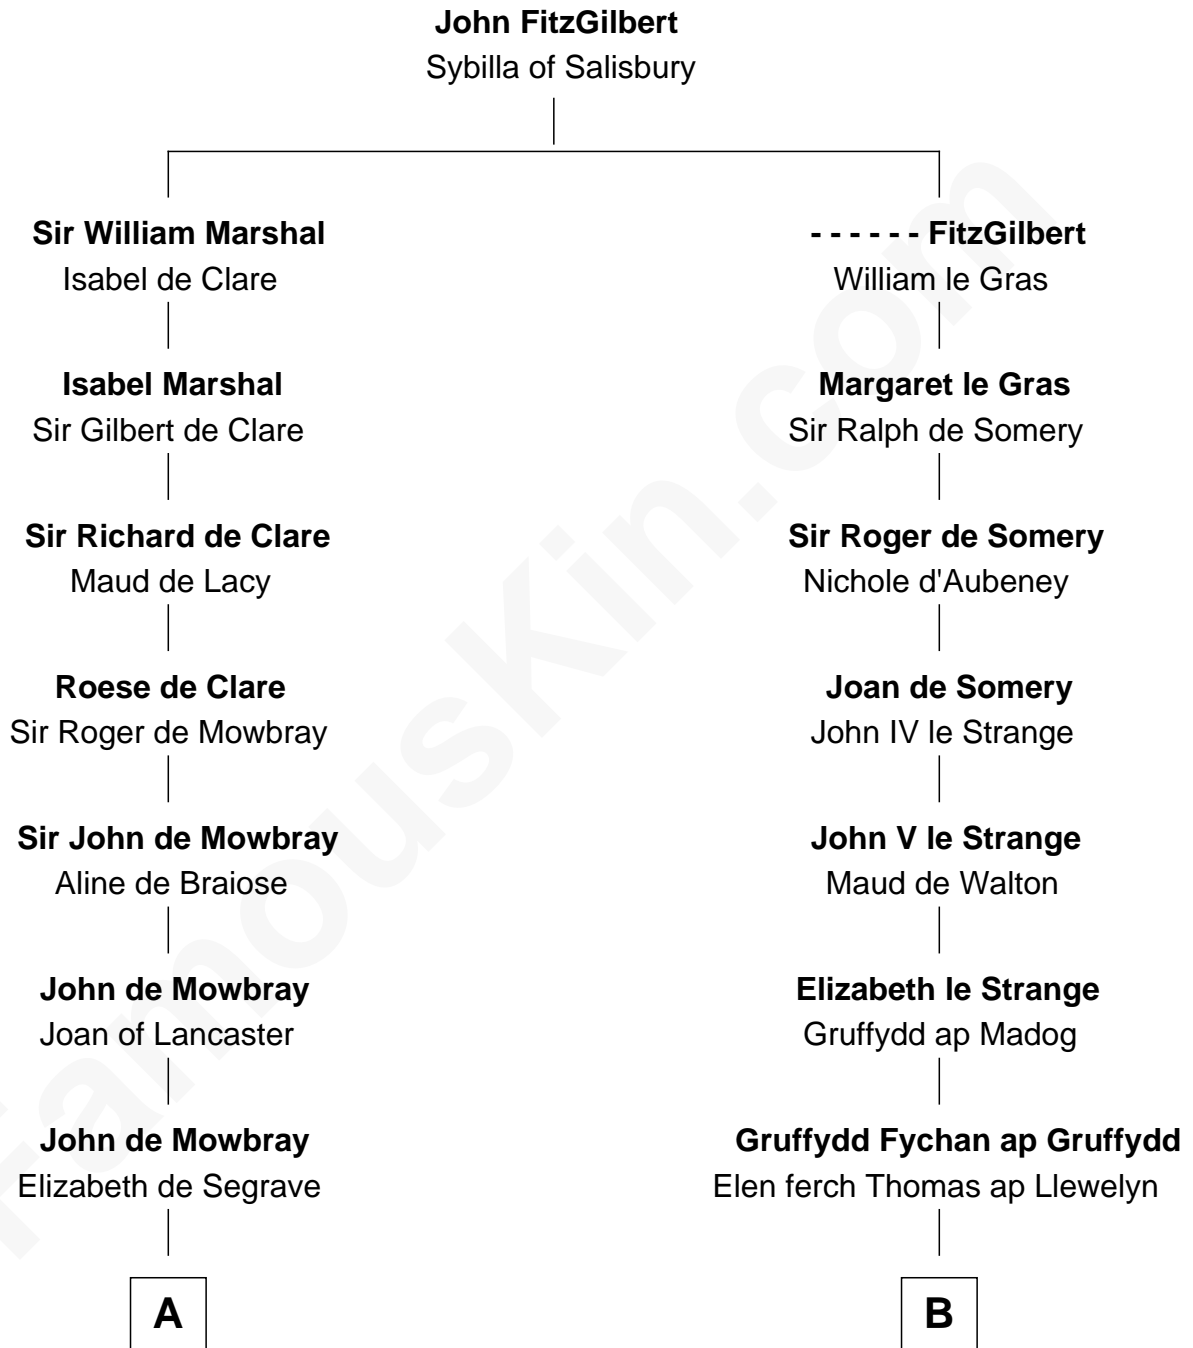 John FitzGilbert
Sybilla of Salisbury
Sir William Marshal
Isabel de Clare
Isabel Marshal
Sir Gilbert de Clare
Sir Richard de Clare
Maud de Lacy
Roese de Clare
Sir Roger de Mowbray
Sir John de Mowbray
Aline de Braiose
John de Mowbray
Joan of Lancaster
John de Mowbray
Elizabeth de Segrave
A
- - - - - - FitzGilbert
William le Gras
Margaret le Gras
Sir Ralph de Somery
Sir Roger de Somery
Nichole d'Aubeney
Joan de Somery
John IV le Strange
John V le Strange
Maud de Walton
Elizabeth le Strange
Gruffydd ap Madog
Gruffydd Fychan ap Gruffydd
Elen ferch Thomas ap Llewelyn
B
FamousKin.com